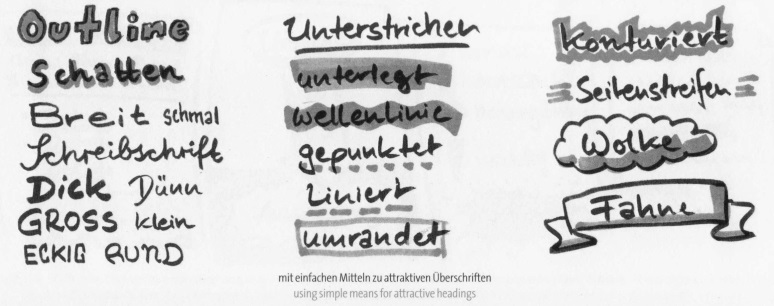 Outline
Schatten
Breit schmal
Schreibschrift
Dick Dünn
GROSS klein
ECKIG RUND
Unterstrichen
unterlegt
wellenlinie
gepunktet
Liniert
umrandet
Konturiert
Seitenstreifen
Wolke
Fahne
mit einfachen Mitteln zu attraktiven Überschriften
using simple means for attractive headings